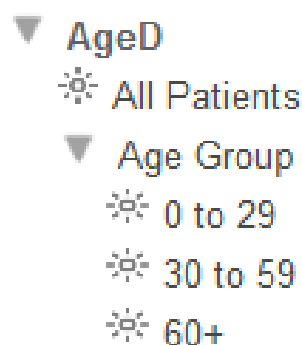 AgeD
All Patients
Age Group
0 to 29
30 to 59
60+